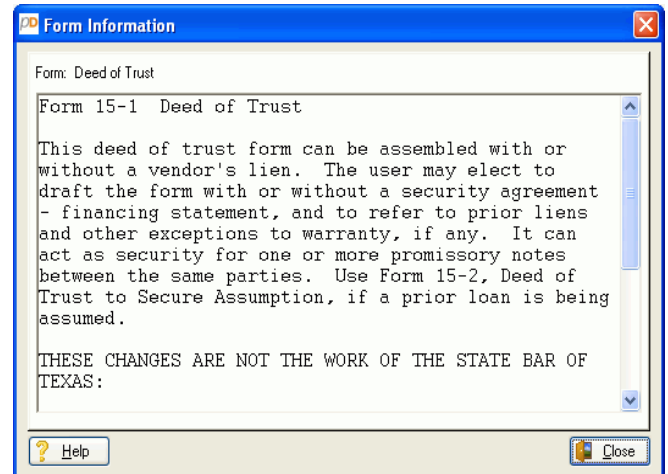 pD Form Information
Form: Deed of Trust
Form 15-1  Deed of Trust
This deed of trust form can be assembled with or
without a vendor's lien.  The user may elect to
draft the form with or without a security agreement
- financing statement, and to refer to prior liens
and other exceptions to warranty, if any.  It can
act as security for one or more promissory notes
between the same parties.  Use Form 15-2, Deed of
Trust to Secure Assumption, if a prior loan is being
assumed.
THESE CHANGES ARE NOT THE WORK OF THE STATE BAR OF
TEXAS:
? Help
Close